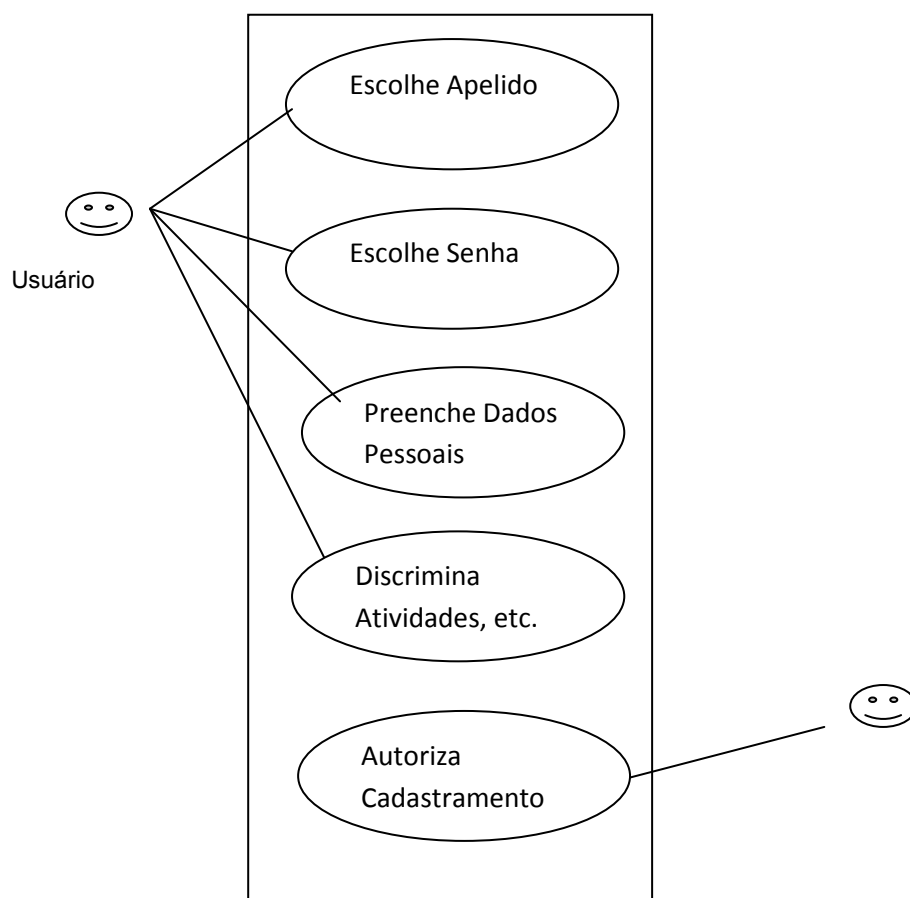 Escolhe Apelido
Escolhe Senha
Usuário
Preenche Dados
Pessoais
Discrimina
Atividades, etc.
Autoriza
Cadastramento